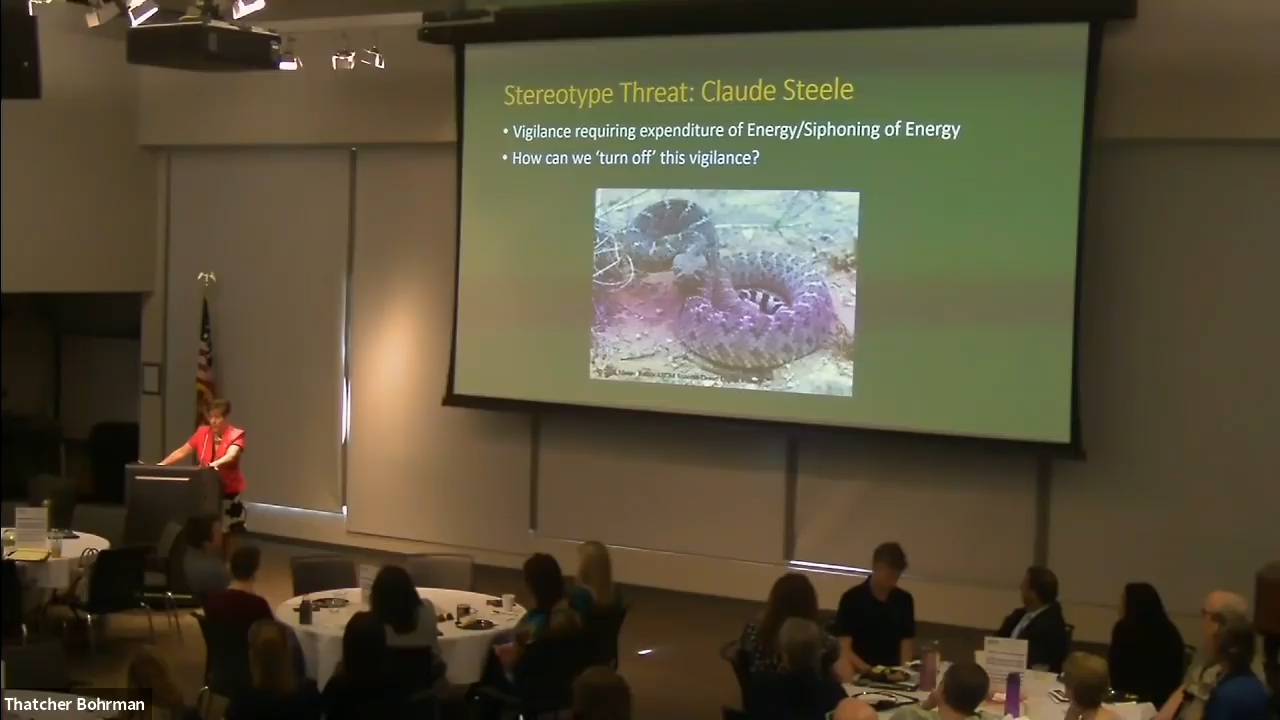 Stereotype Threat: Claude Steele
• Vigilance requiring expenditure of Energy/Siphoning of Energy
• How can we 'turn off' this vigilance?
Thatcher Bohrman